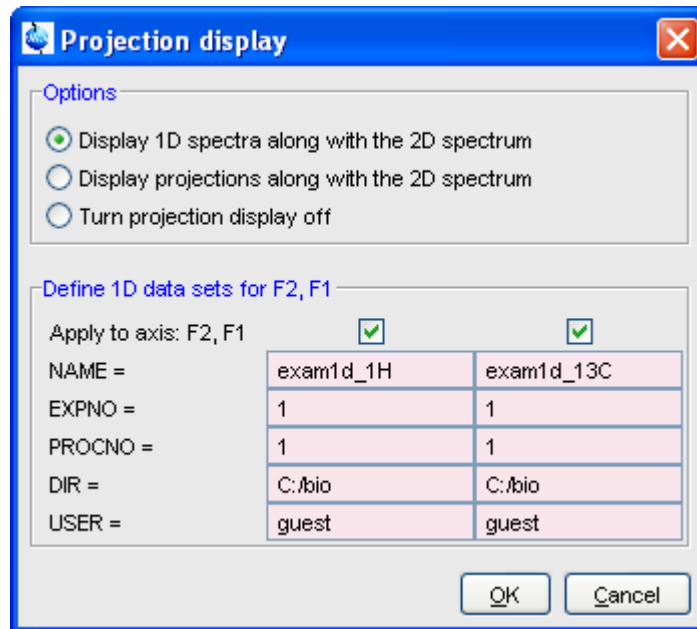 Projection display
Options
Display 1D spectra along with the 2D spectrum
Display projections along with the 2D spectrum
Turn projection display off
Define 1D data sets for F2, F1
Apply to axis: F2, F1
NAME = exam1d_1H exam1d_13C
EXPNO = 1 1
PROCNO = 1 1
DIR = C:/bio C:/bio
USER = guest guest
OK Cancel